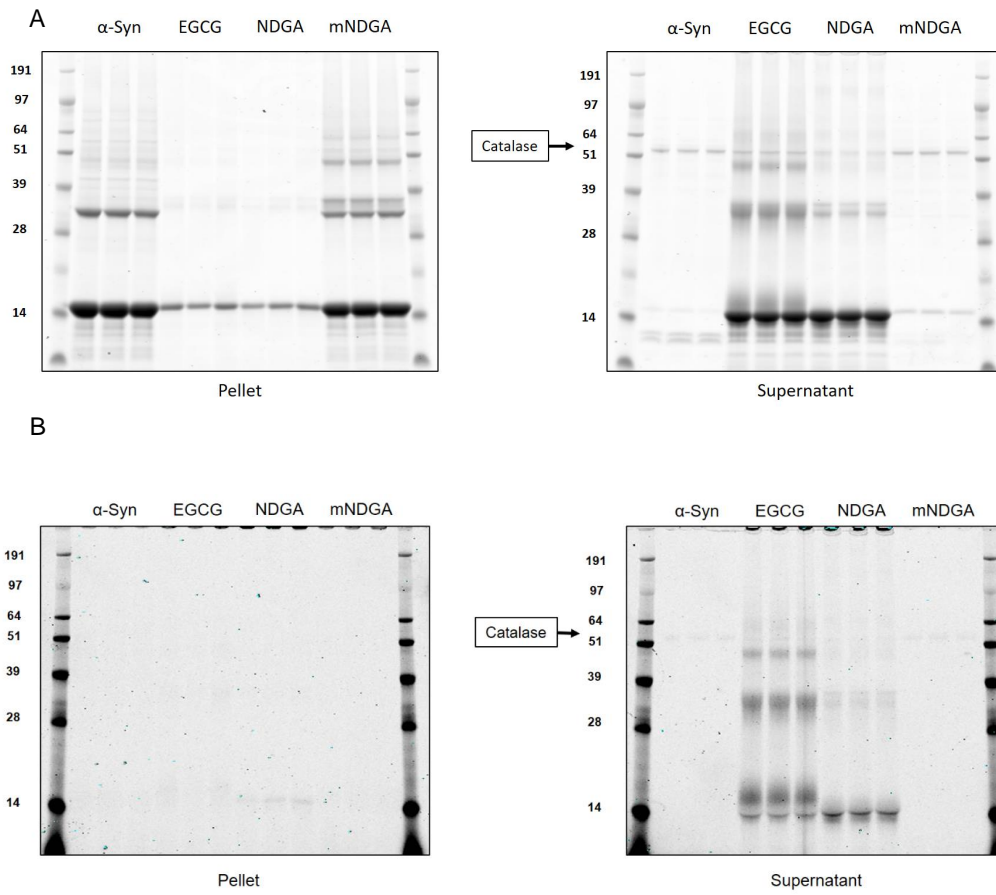 A
α-Syn EGCG NDGA mNDGA
191
97
64
51
39
28
14
Pellet
α-Syn EGCG NDGA mNDGA
191
97
64
Catalase
51
39
28
14
Supernatant
B
α-Syn EGCG NDGA mNDGA
191
97
64
51
39
28
14
Pellet
α-Syn EGCG NDGA mNDGA
191
97
64
Catalase
51
39
28
14
Supernatant